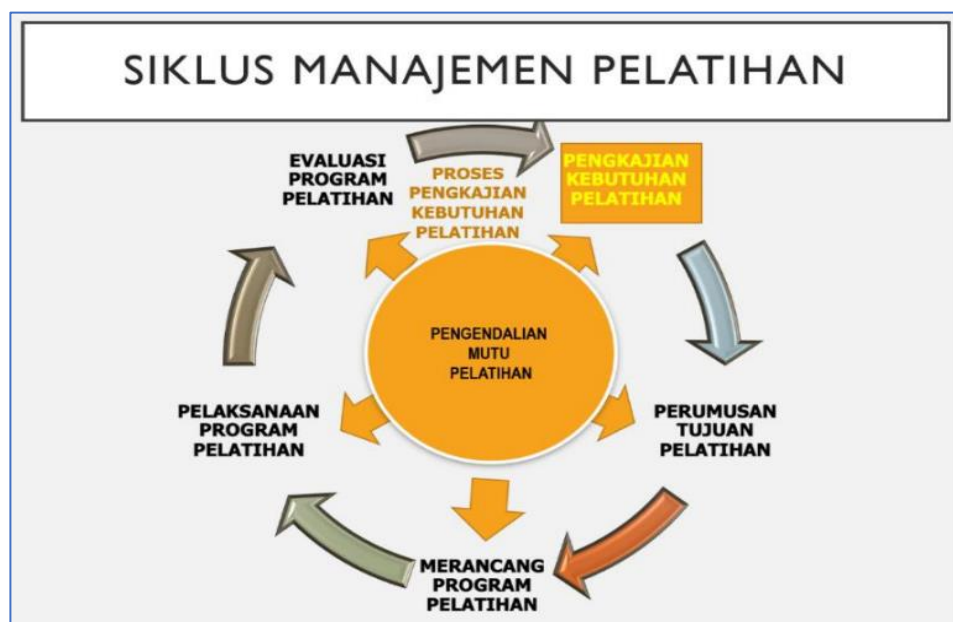 SIKLUS MANAJEMEN PELATIHAN
EVALUASI
PROGRAM
PELATIHAN
PROSES
PENGKAJIAN
KEBUTUHAN
PELATIHAN
PENGKAJIAN
KEBUTUHAN
PELATIHAN
PENGENDALIAN
MUTU
PELATIHAN
PERUMUSAN
TUJUAN
PELATIHAN
MERANCANG
PROGRAM
PELATIHAN
PELAKSANAAN
PROGRAM
PELATIHAN